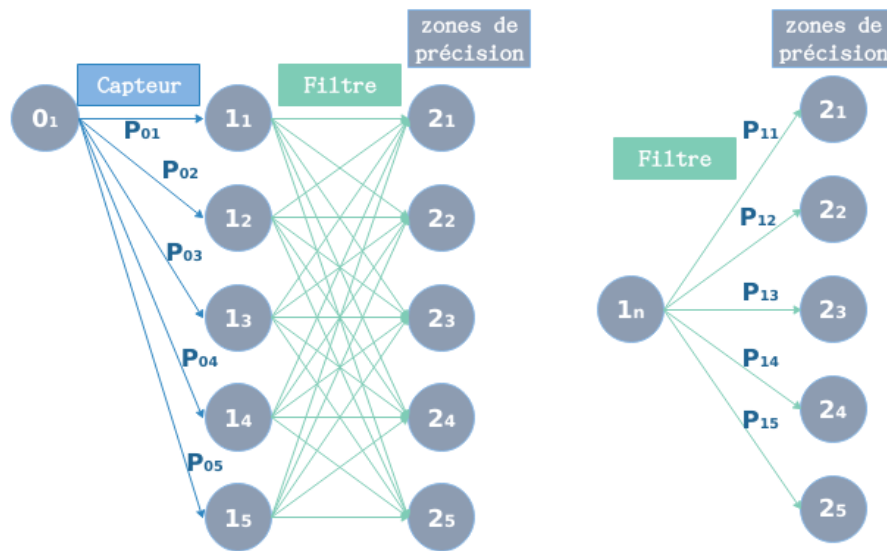 zones de
précision
Capteur
Filtre
0₁
1₁
2₁
P₀₁
P₀₂
1₂
2₂
P₀₃
1₃
2₃
P₀₄
1₄
2₄
P₀₅
1₅
2₅
zones de
précision
Filtre
P₁₁
2₁
P₁₂
2₂
1ₙ
P₁₃
2₃
P₁₄
2₄
P₁₅
2₅